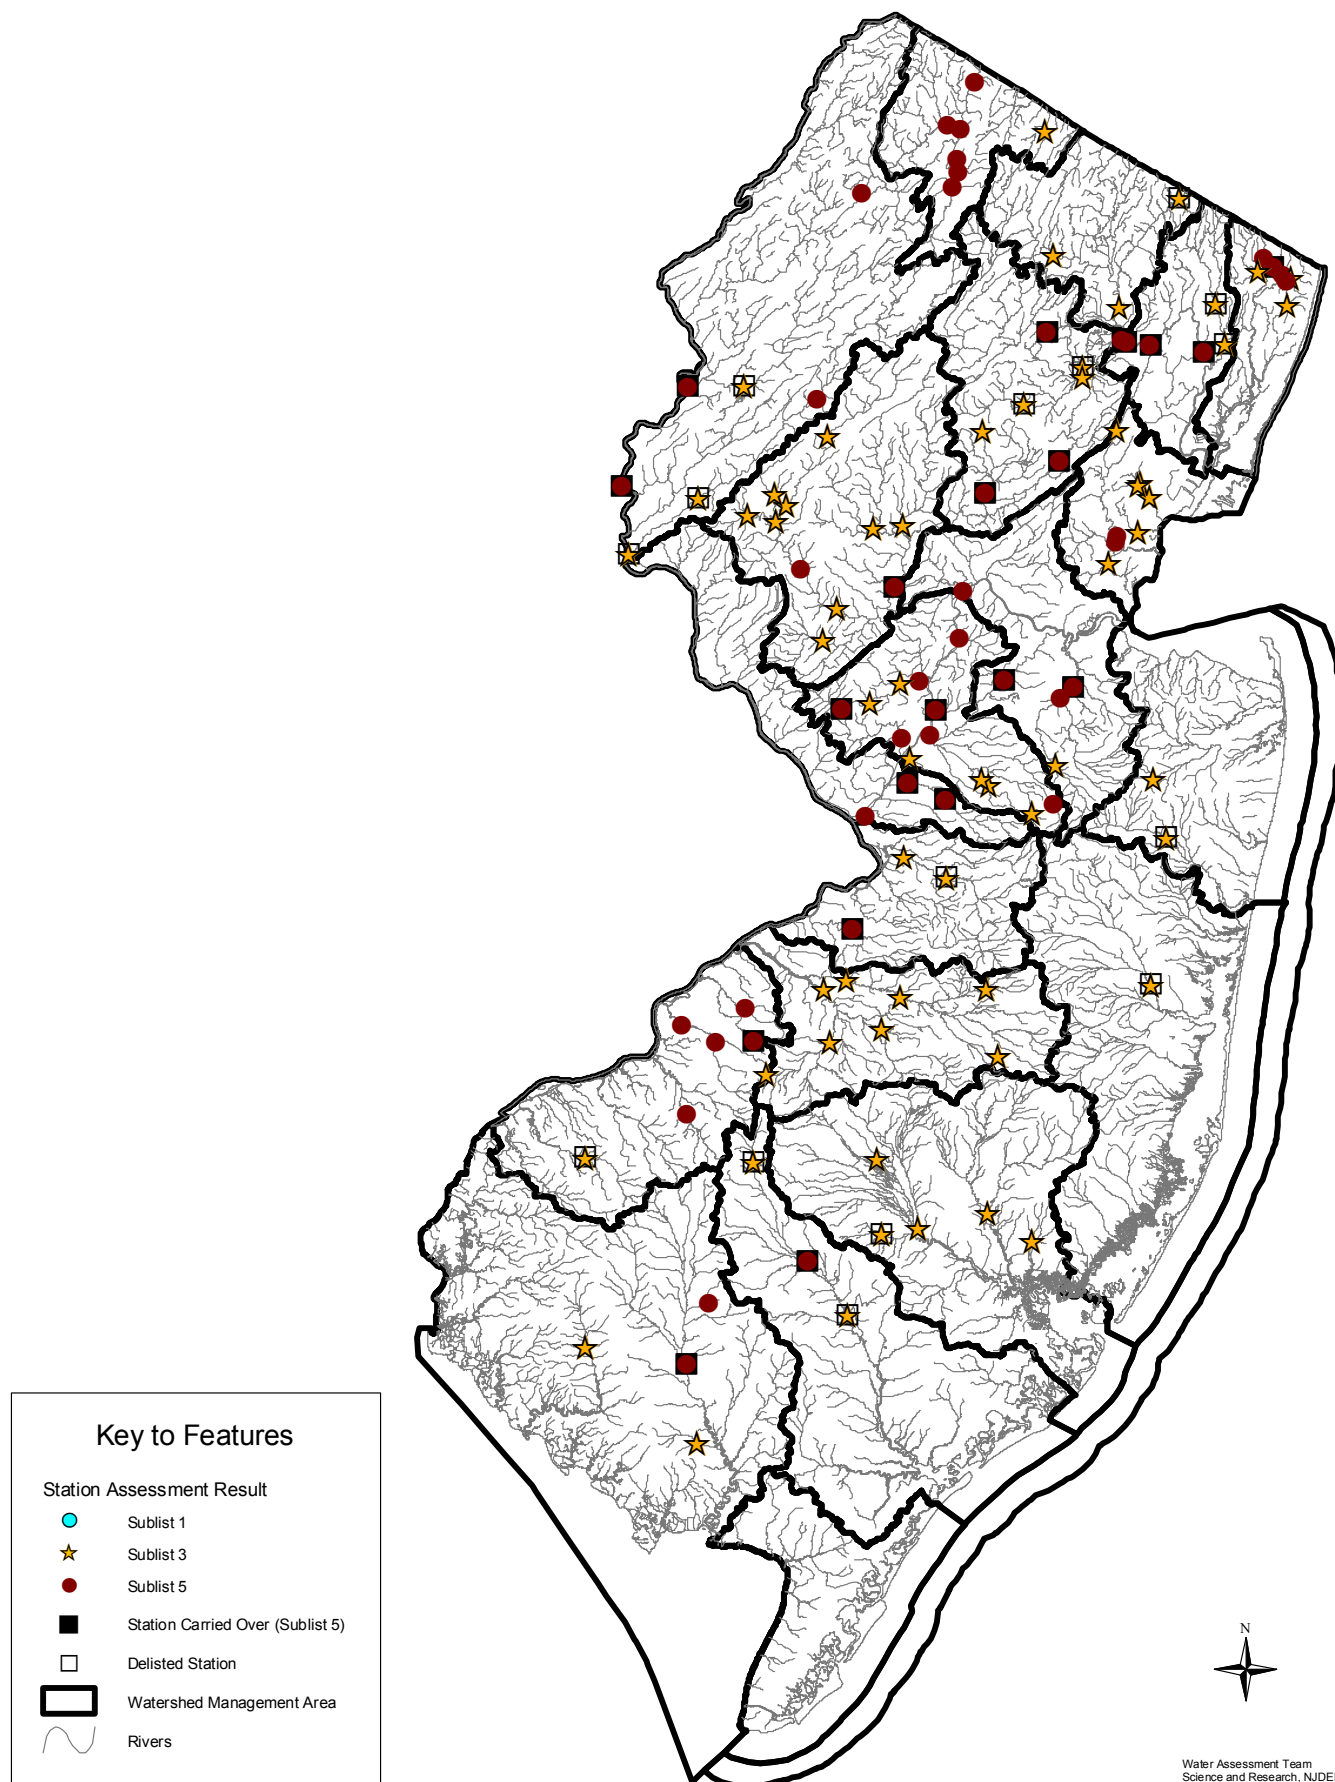 Key to Features
Station Assessment Result
Sublist 1
Sublist 3
Sublist 5
Station Carried Over (Sublist 5)
Delisted Station
Watershed Management Area
Rivers
N
Water Assessment Team
Science and Research, NJDE